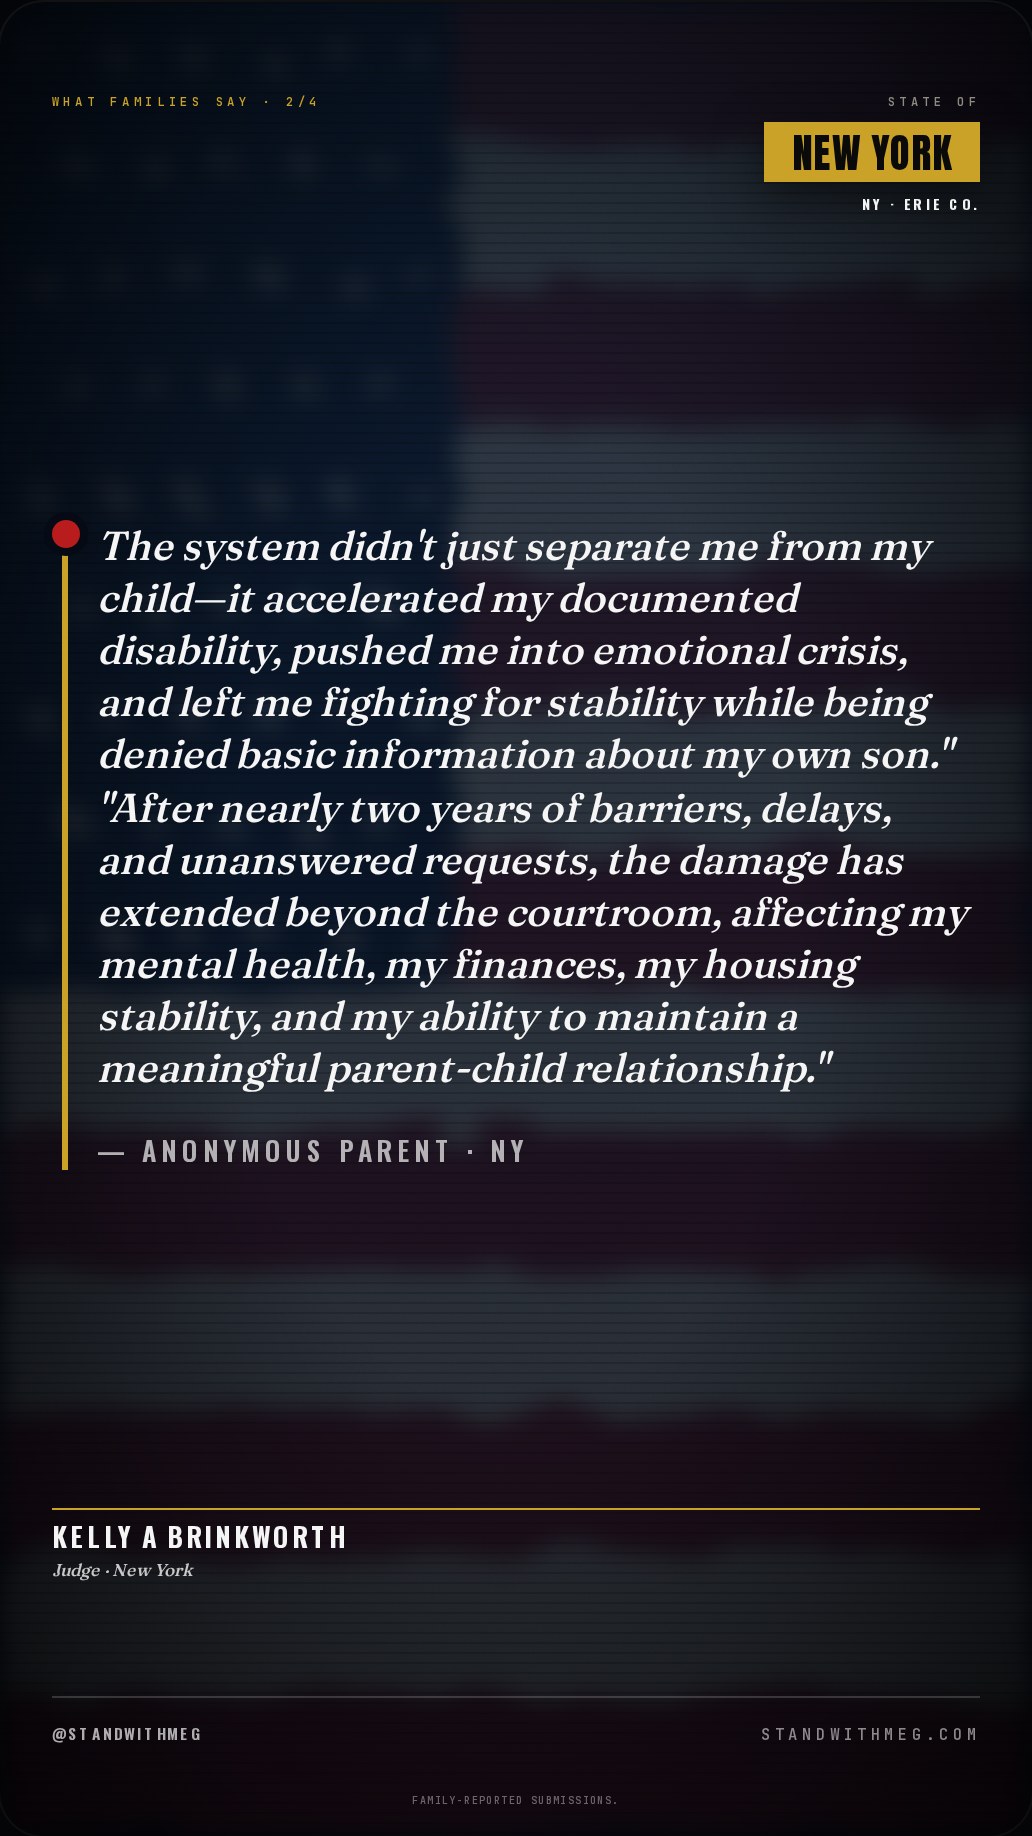 WHAT FAMILIES SAY · 2/4
STATE OF
NEW YORK
NY · ERIE CO.
The system didn't just separate me from my
child—it accelerated my documented
disability, pushed me into emotional crisis,
and left me fighting for stability while being
denied basic information about my own son."
"After nearly two years of barriers, delays,
and unanswered requests, the damage has
extended beyond the courtroom, affecting my
mental health, my finances, my housing
stability, and my ability to maintain a
meaningful parent-child relationship."
— ANONYMOUS PARENT · NY
KELLY A BRINKWORTH
Judge · New York
@STANDWITHMEG
STANDWITHMEG.COM
FAMILY-REPORTED SUBMISSIONS.